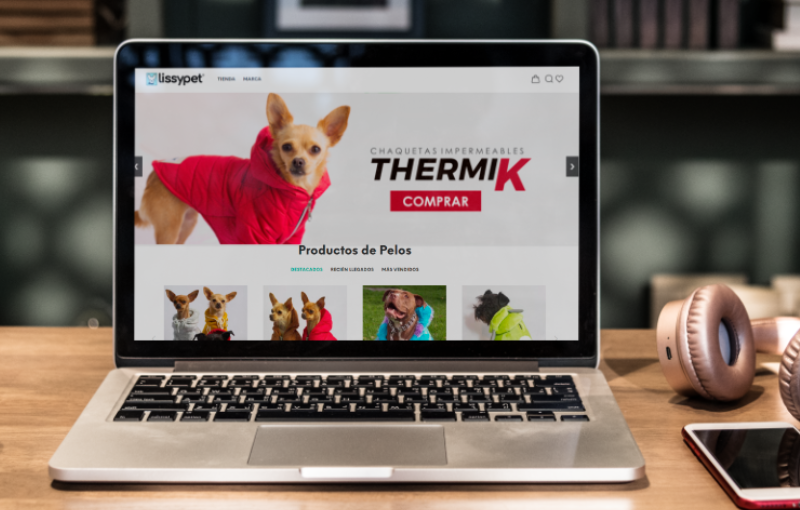 lissypet
TIENDA MARCA
CHAQUETAS IMPERMEABLES
THERMIK
COMPRAR
Productos de Pelos
DESTACADOS RECIÉN LLEGADOS MÁS VENDIDOS